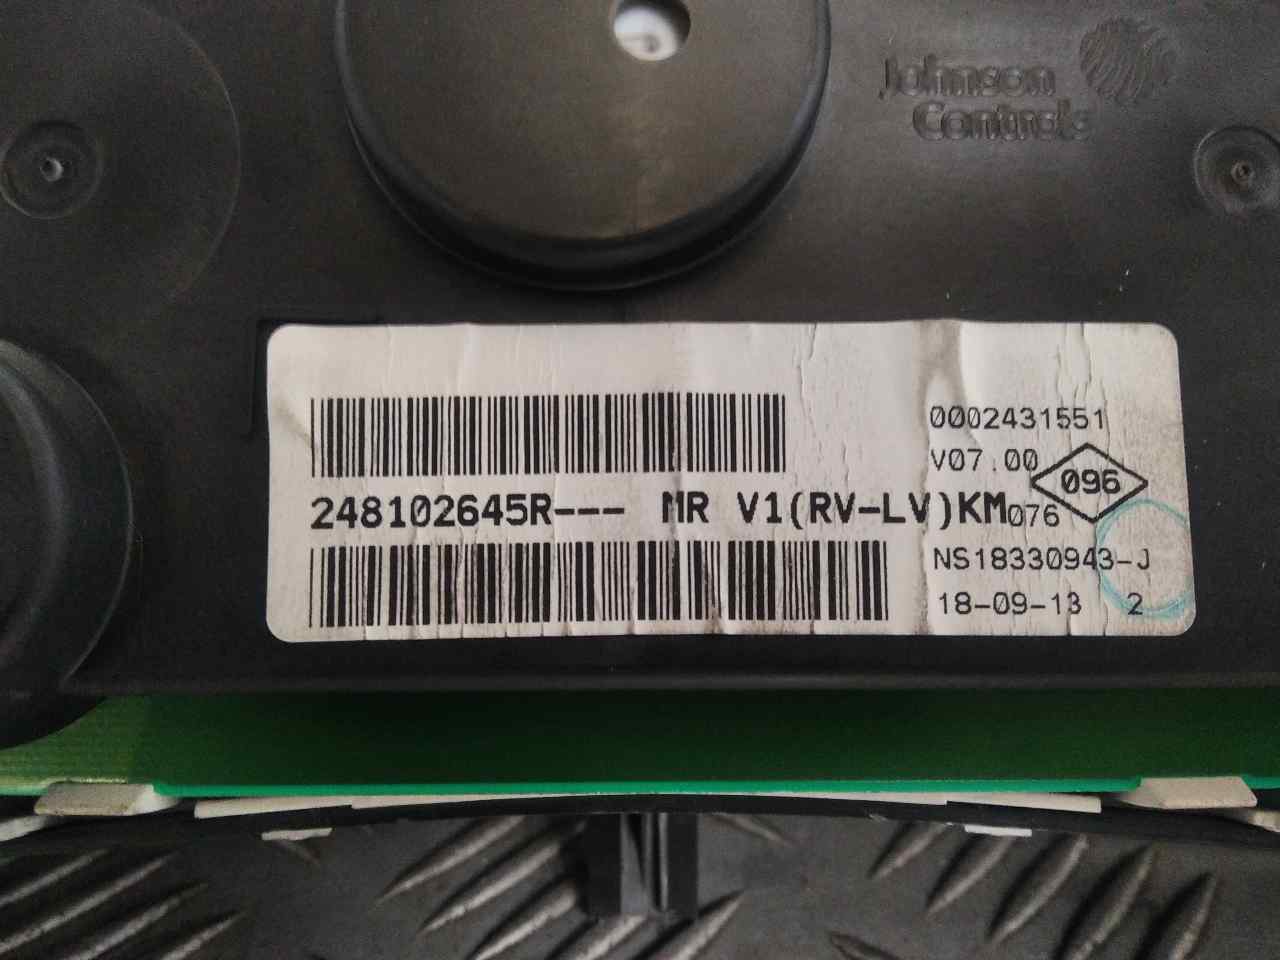 Johnson
Controls
0002431551
V07.00
096
248102645R--- MR V1(RV-LV)KM076
NS18330943-J
18-09-13 2